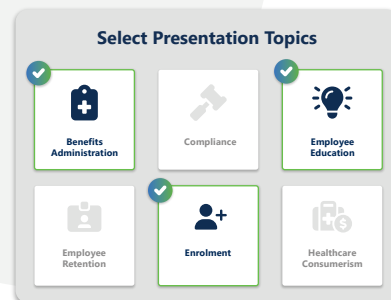 Select Presentation Topics
Benefits
Administration
Compliance
Employee
Education
Employee
Retention
Enrolment
Healthcare
Consumerism